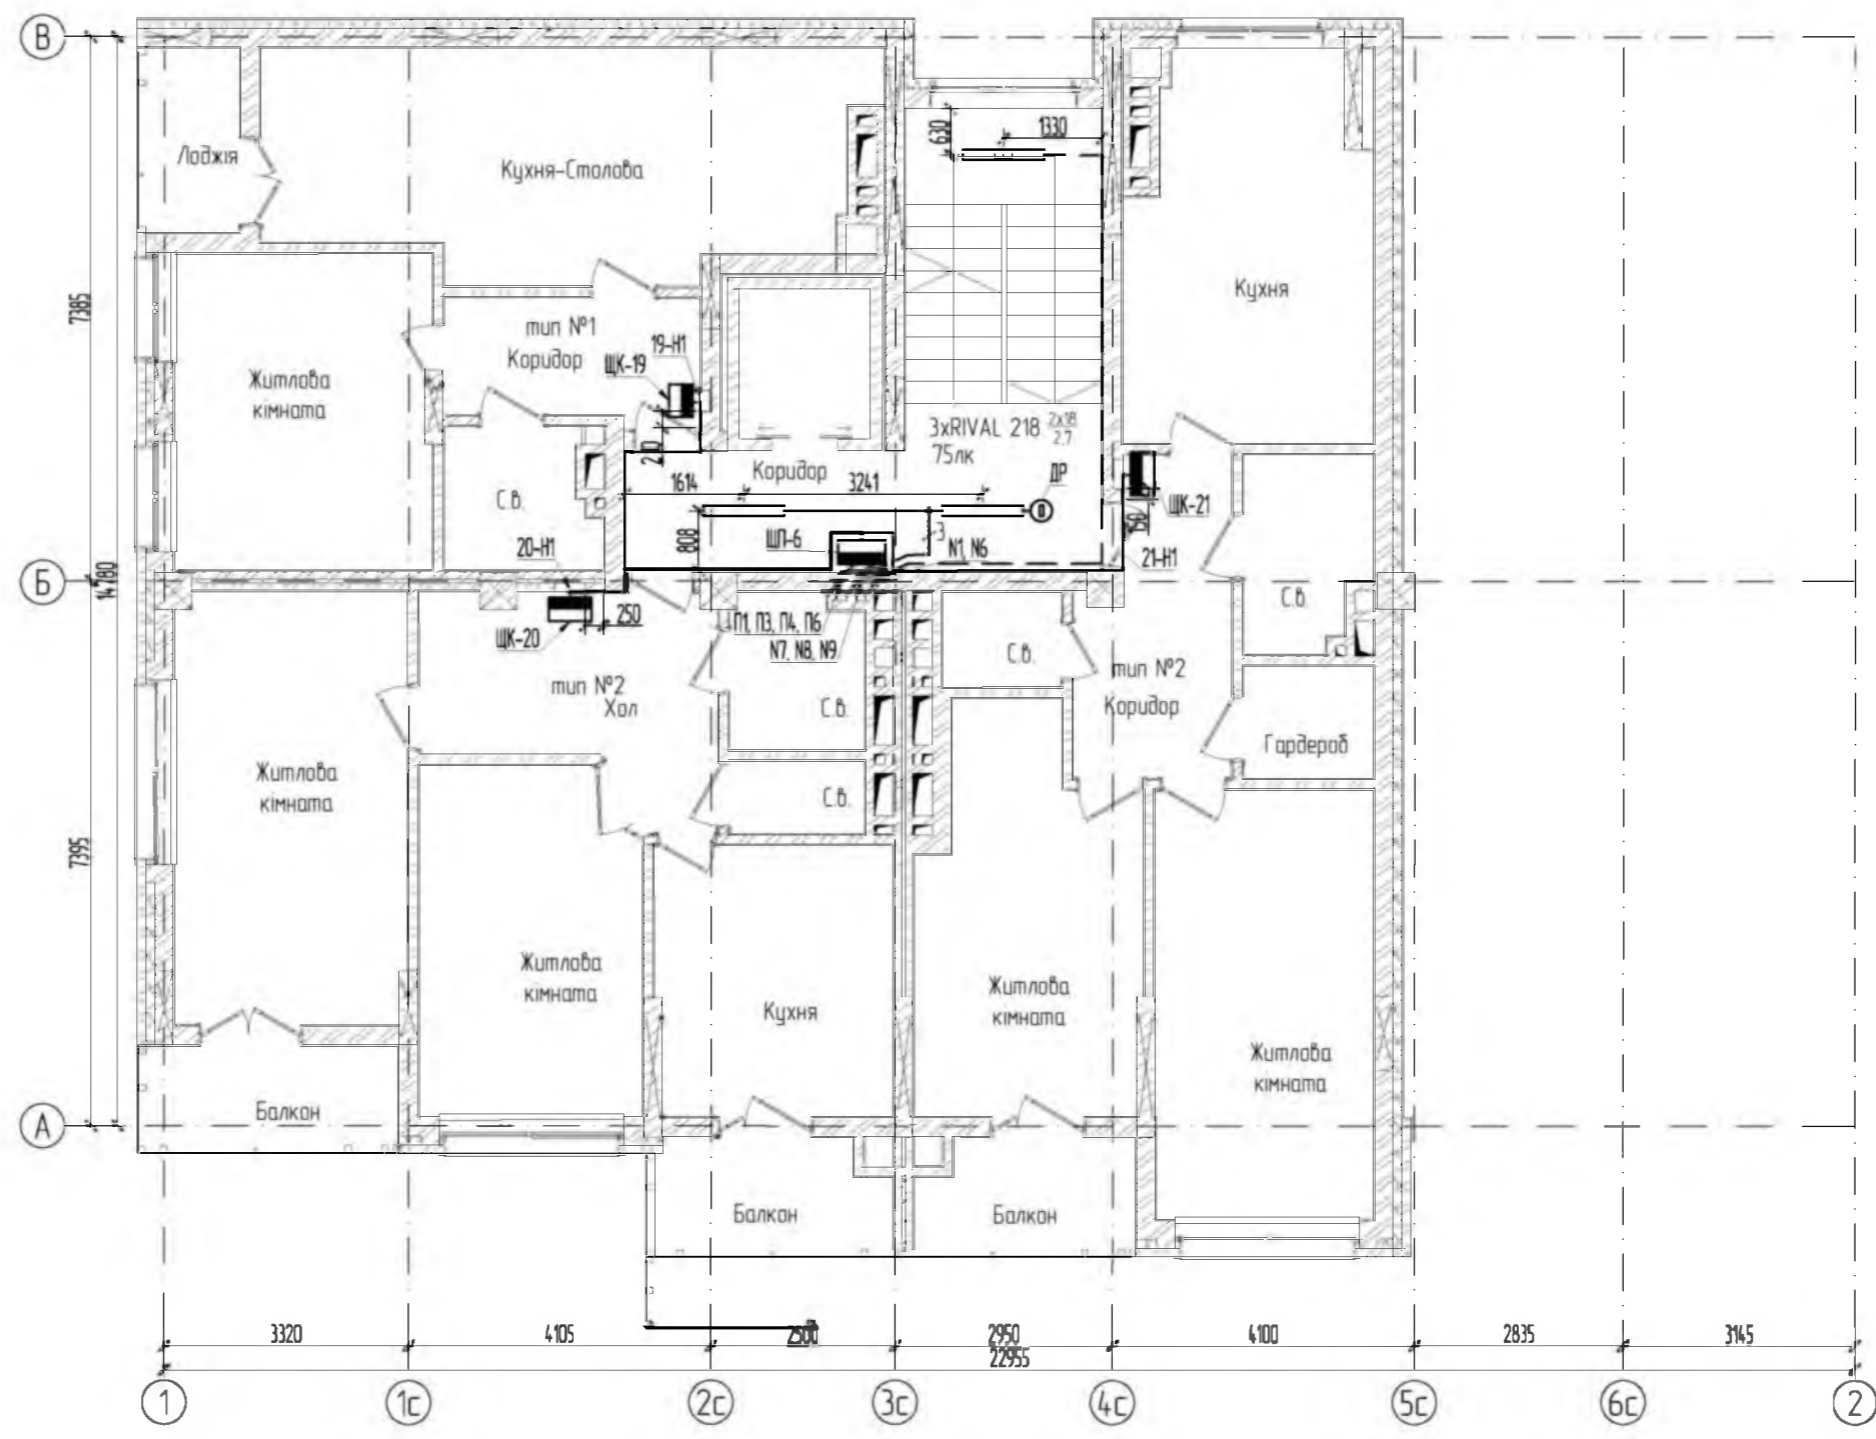 В
630
1330
Лоджія
Кухня-Столова
7385
Кухня
тип №1
Коридор
19-Н1
ЩК-19
Житлова
кімната
210
3xRIVAL 218 2x18
2.7
75лк
Коридор
ДР
1614
3241
С.в.
ЩК-21
150
808
ЩП-6
3
N1, N6
21-Н1
20-Н1
Б
14780
С.в.
250
ЩК-20
П1, П3, П4, П6
N7, N8, N9
С.в.
тип №2
Хол
тип №2
Коридор
С.в.
Гардероб
Житлова
кімната
С.в.
7395
Житлова
кімната
Кухня
Житлова
кімната
Житлова
кімната
Балкон
А
Балкон
Балкон
3320
4105
2500
2950
4100
2835
3145
22955
1
1с
2с
3с
4с
5с
6с
2